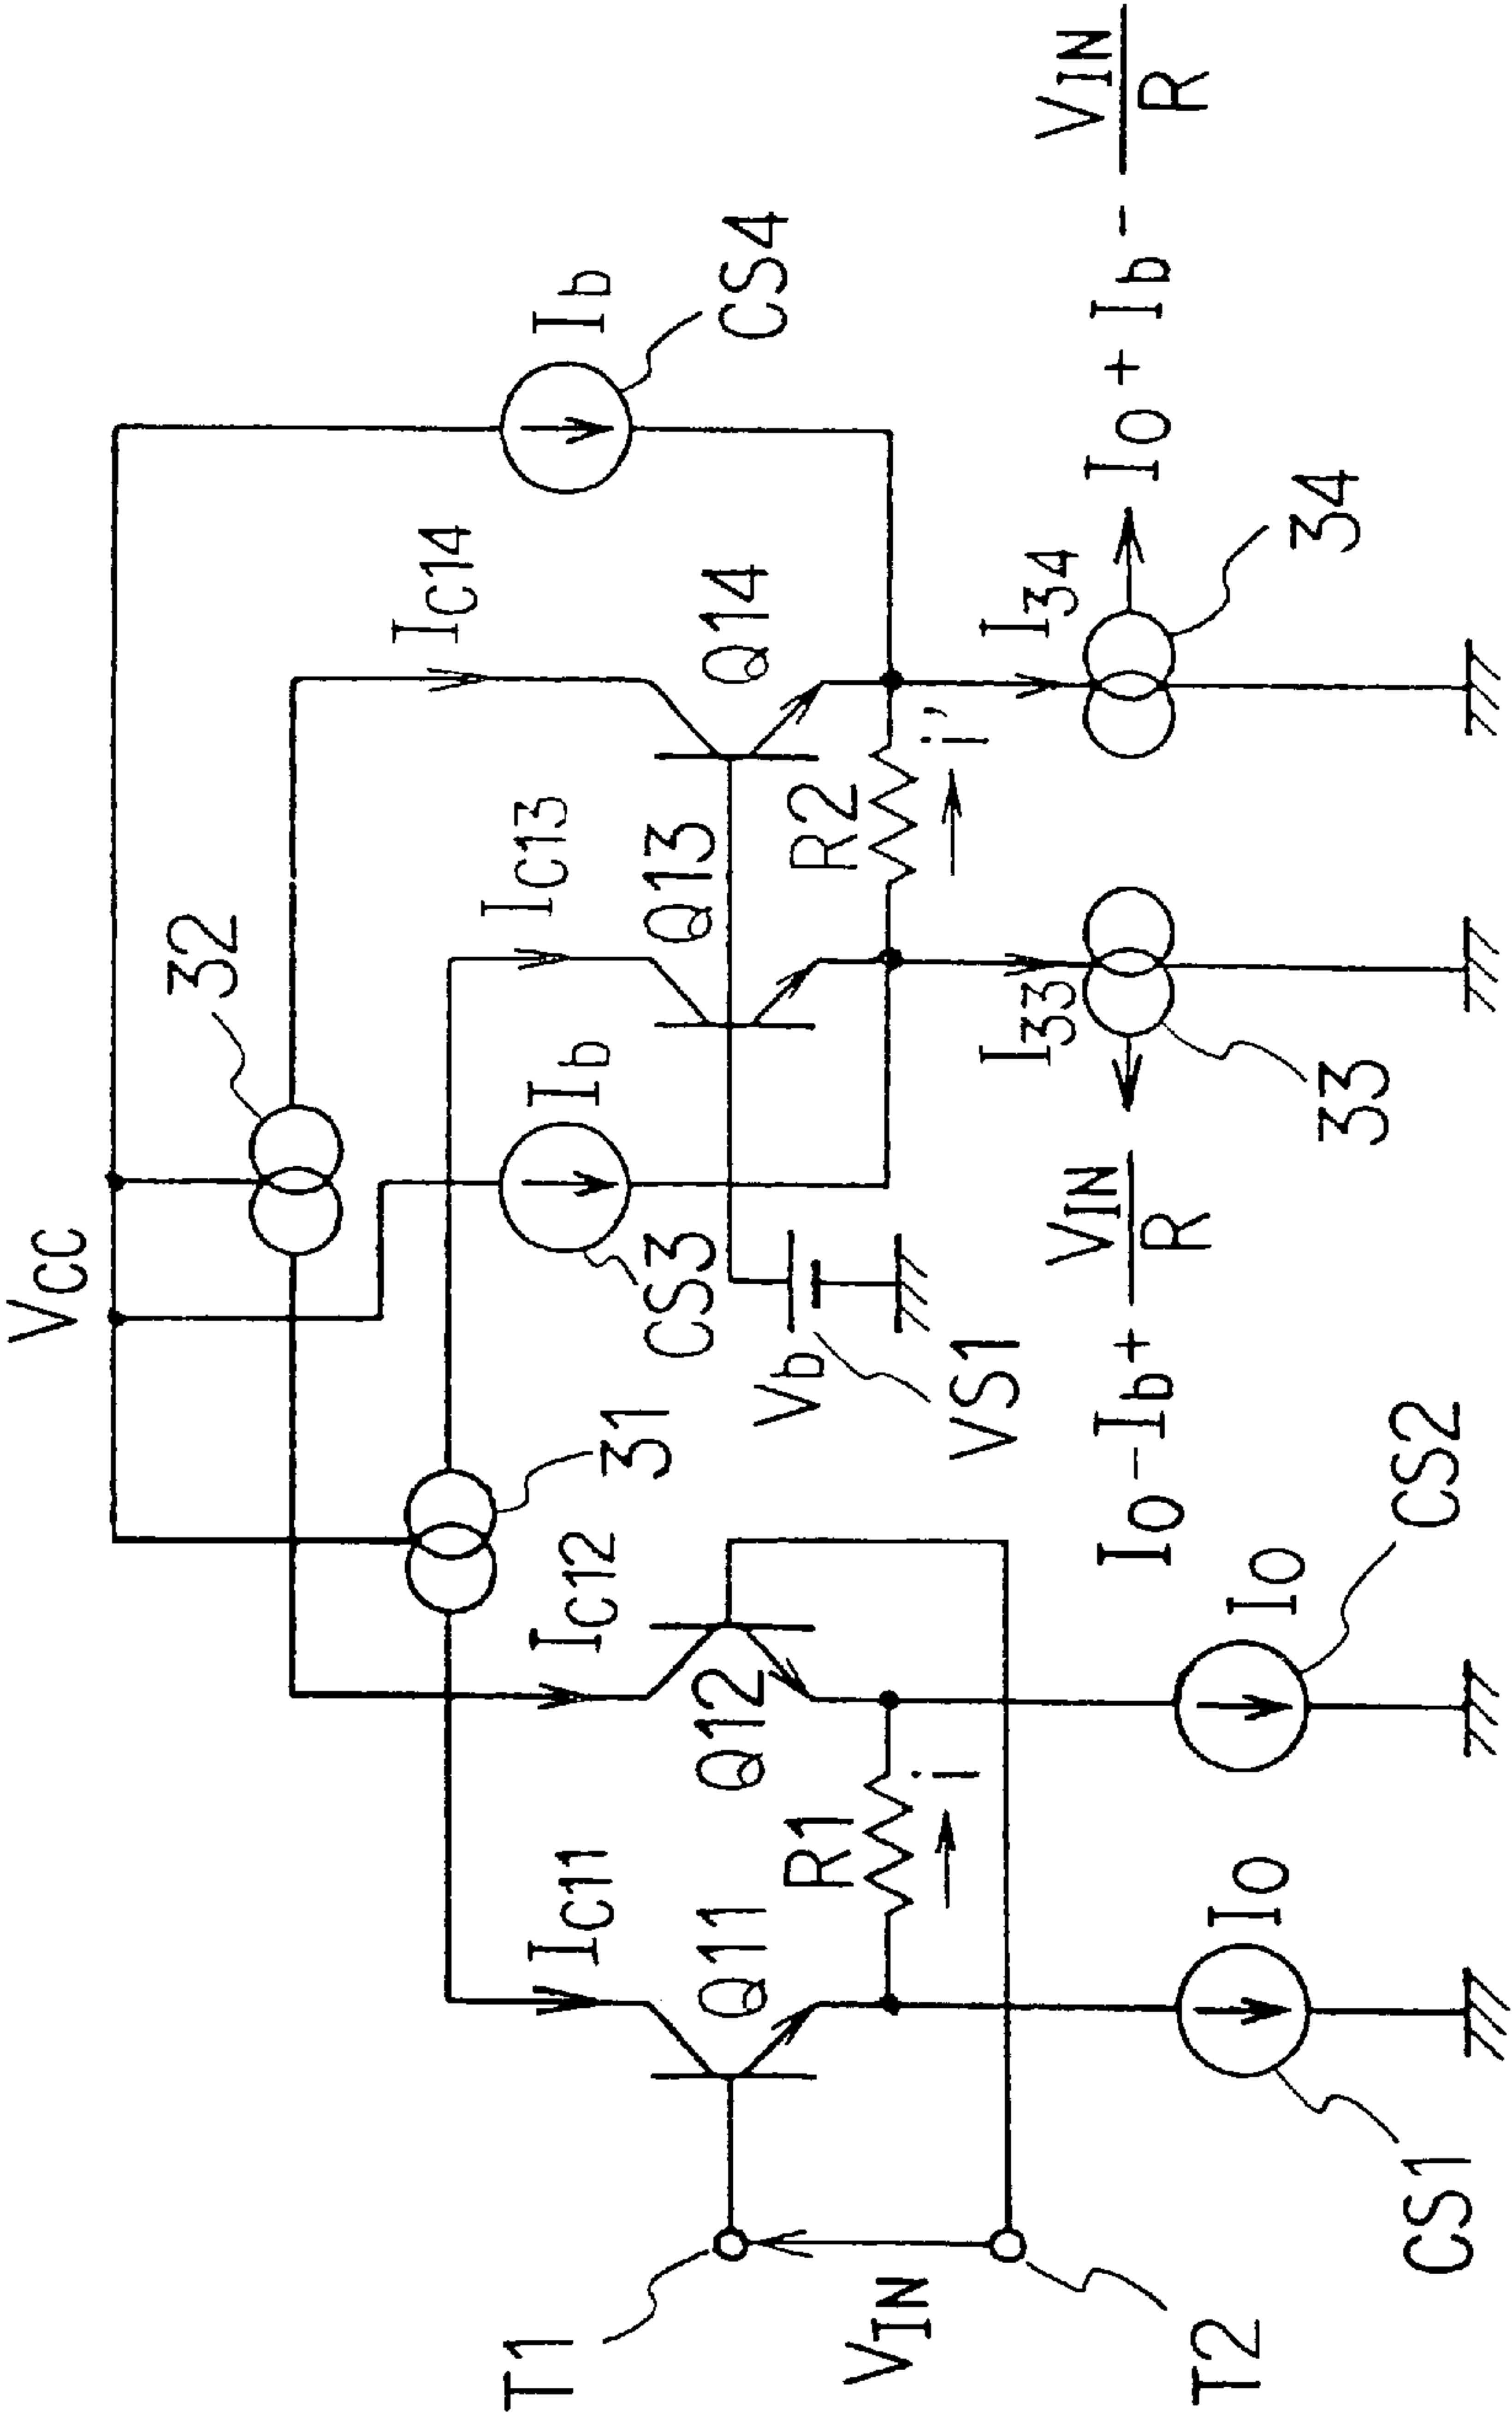 VCC
32
IC14
Ib
CS4
31
IC13
IC11
IC12
Ib
CS3
Q13
Q14
T1
Q11
Q12
Vb
VS1
R1
i
R2
i'
VIN
T2
I33
I34
IO
IO
IO-Ib+ VIN/R
IO+Ib- VIN/R
CS1
CS2
33
34